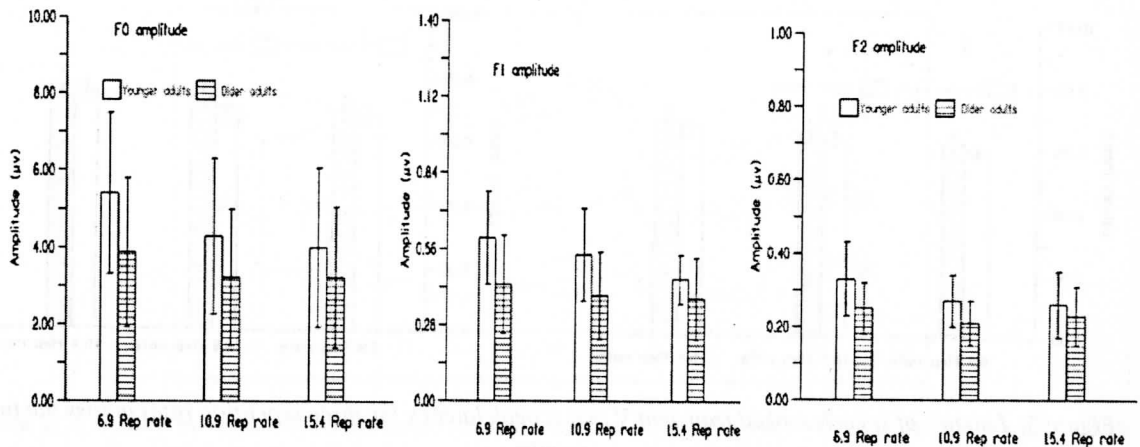 F0 amplitude
Younger adults Older adults
Amplitude (μv)
10.00
8.00
6.00
4.00
2.00
0.00
6.9 Rep rate 10.9 Rep rate 15.4 Rep rate
F1 amplitude
Amplitude (μv)
1.40
1.12
0.84
0.56
0.28
0.00
6.9 Rep rate 10.9 Rep rate 15.4 Rep rate
F2 amplitude
Younger adults Older adults
Amplitude (μv)
1.00
0.80
0.60
0.40
0.20
0.00
6.9 Rep rate 10.9 Rep rate 15.4 Rep rate